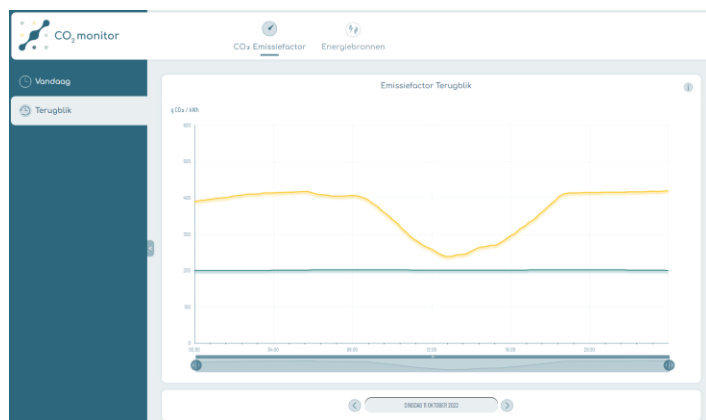 CO₂ monitor
CO₂ Emissiefactor
Energiebronnen
Vandaag
Terugblik
Emissiefactor Terugblik
g CO₂ / kWh
600
500
400
300
200
100
0
00:00
04:00
08:00
12:00
16:00
20:00
DINSDAG 11 OKTOBER 2022